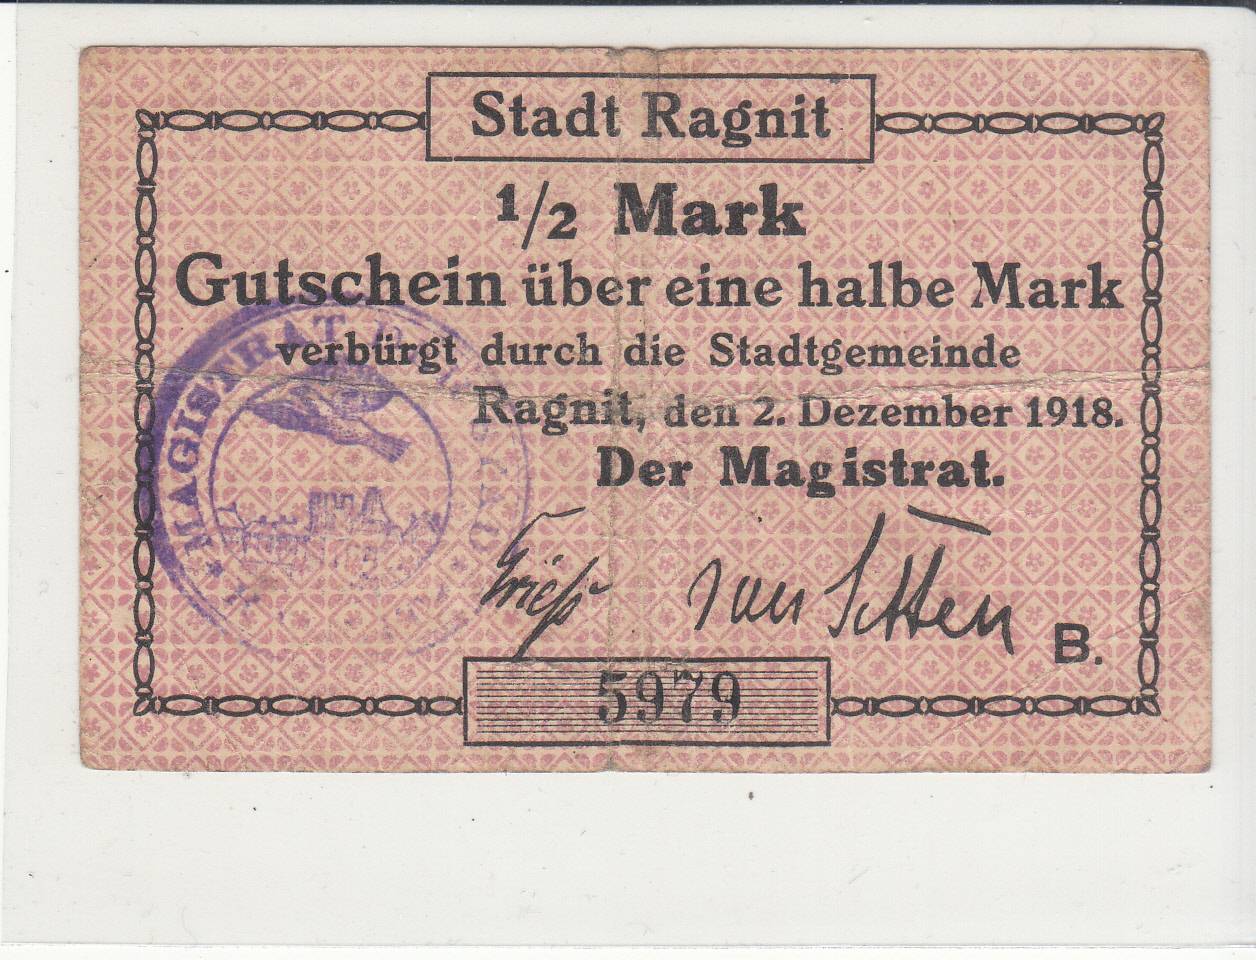 Stadt Ragnit
1/2 Mark
Gutschein über eine halbe Mark
verbürgt durch die Stadtgemeinde
Ragnit, den 2. Dezember 1918.
Der Magistrat.
MAGISTRAT
B.
5979